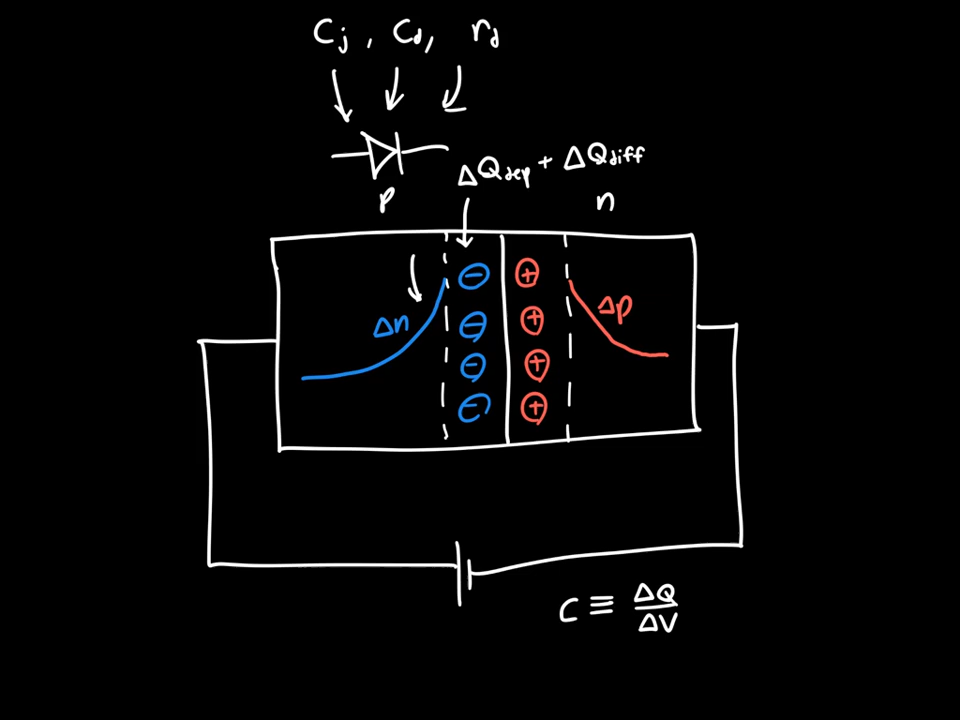 Cj , Cd, rd
ΔQdep + ΔQdiff
p
n
Δn
⊖ ⊕
⊖ ⊕
⊖ ⊕
⊖ ⊕
Δp
C ≡ ΔQ/ΔV